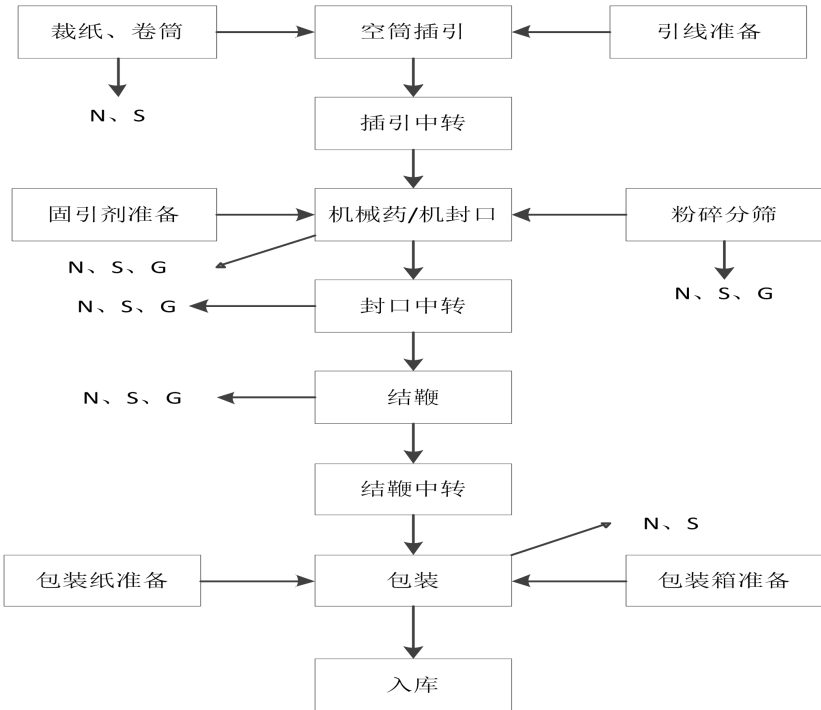 裁纸、卷筒
空筒插引
引线准备
N、S
插引中转
固引剂准备
机械药/机封口
粉碎分筛
N、S、G
N、S、G
N、S、G
封口中转
N、S、G
结鞭
结鞭中转
N、S
包装纸准备
包装
包装箱准备
入库